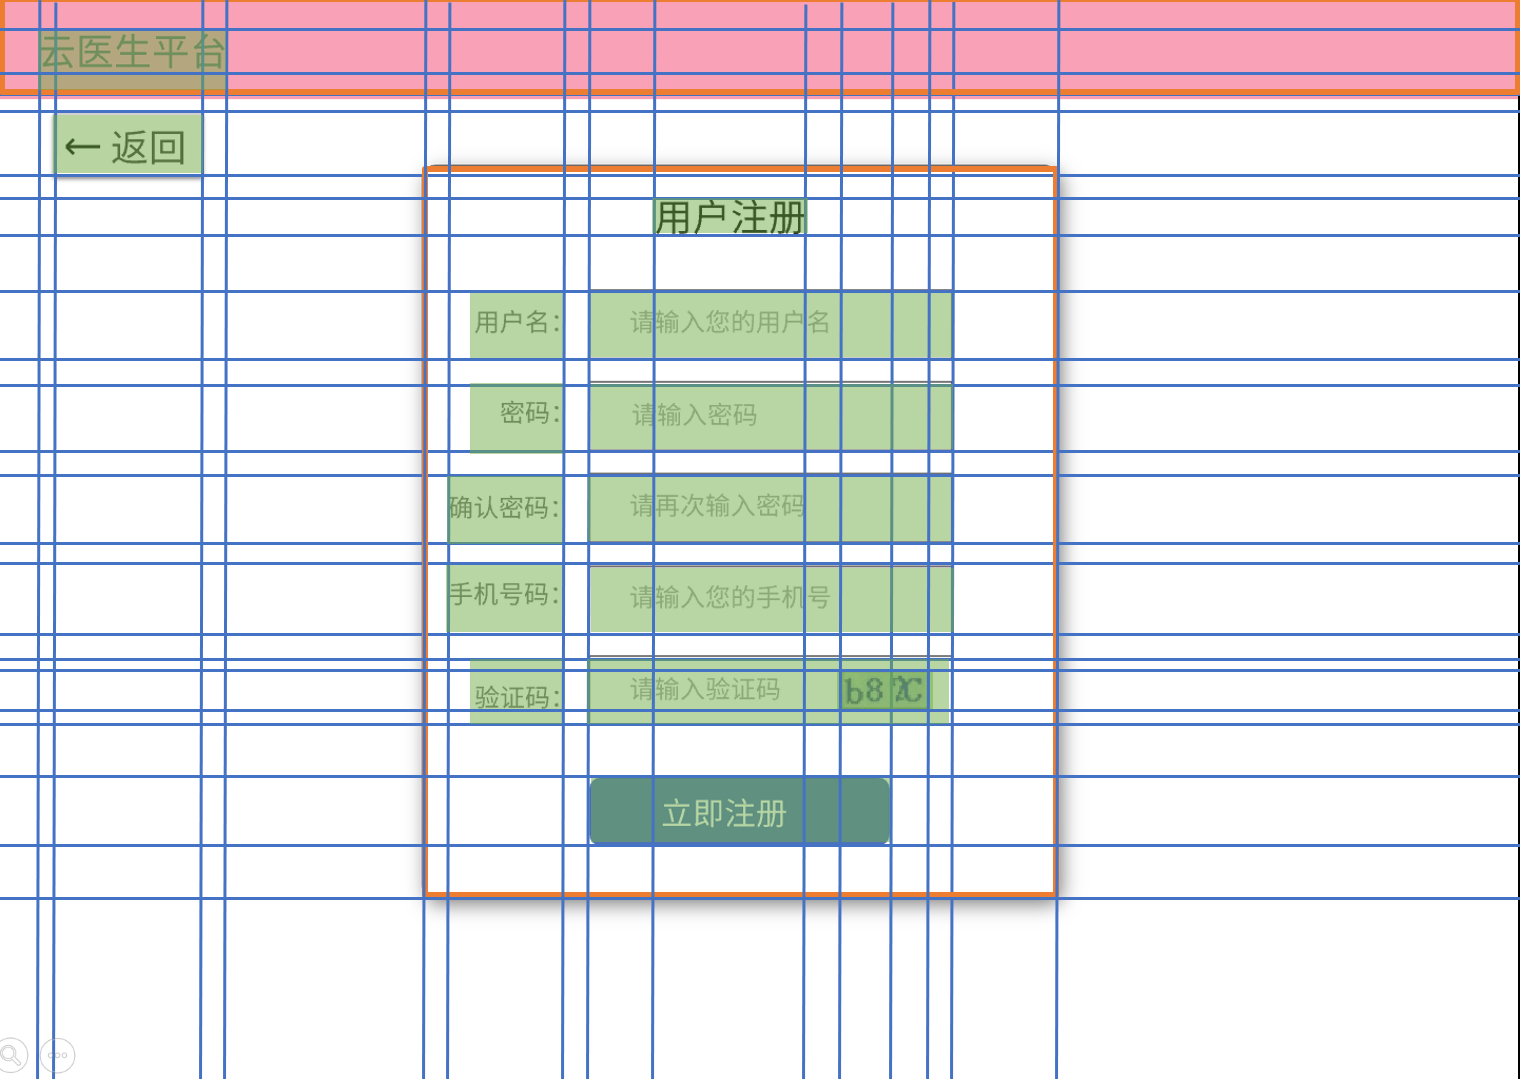 云医生平台
← 返回
用户注册
用户名： 请输入您的用户名
密码： 请输入密码
确认密码： 请再次输入密码
手机号码： 请输入您的手机号
验证码： 请输入验证码
立即注册